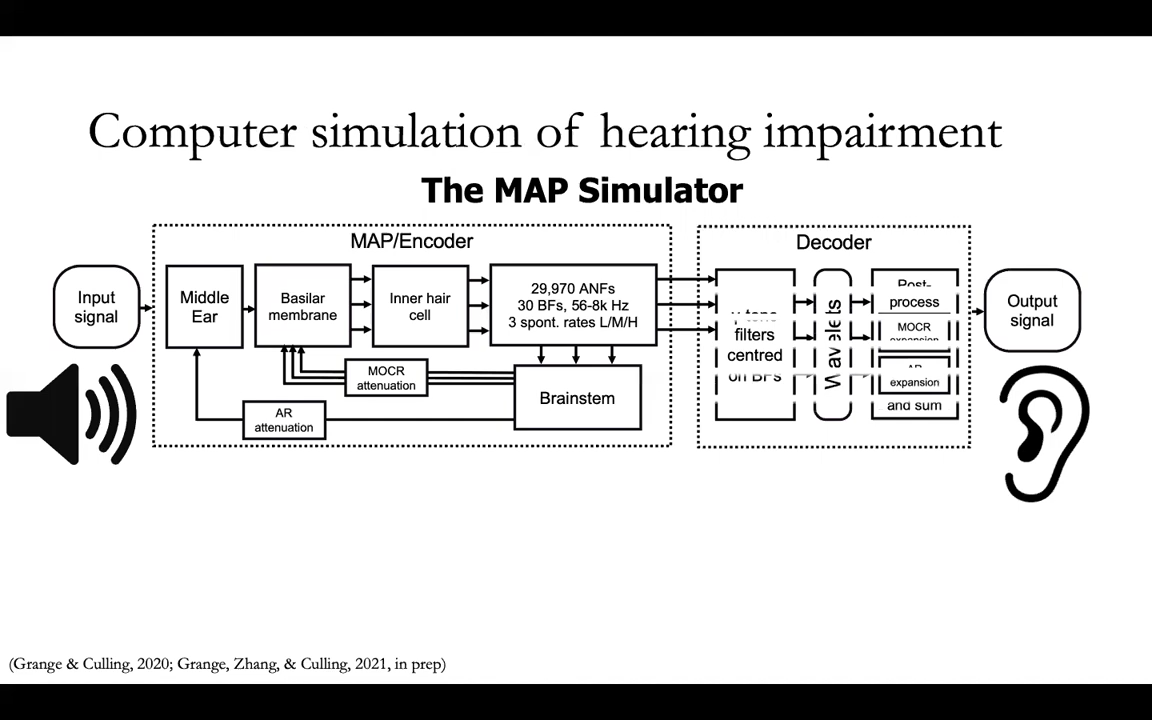 Computer simulation of hearing impairment
The MAP Simulator
MAP/Encoder
Decoder
Input
signal
Middle
Ear
Basilar
membrane
Inner hair
cell
29,970 ANFs
30 BFs, 56-8k Hz
3 spont. rates L/M/H
MOCR
attenuation
AR
attenuation
Brainstem
filters
centred
on BFs
Wavelets
Post-
process
MOCR
expansion
expansion
and sum
Output
signal
(Grange & Culling, 2020; Grange, Zhang, & Culling, 2021, in prep)